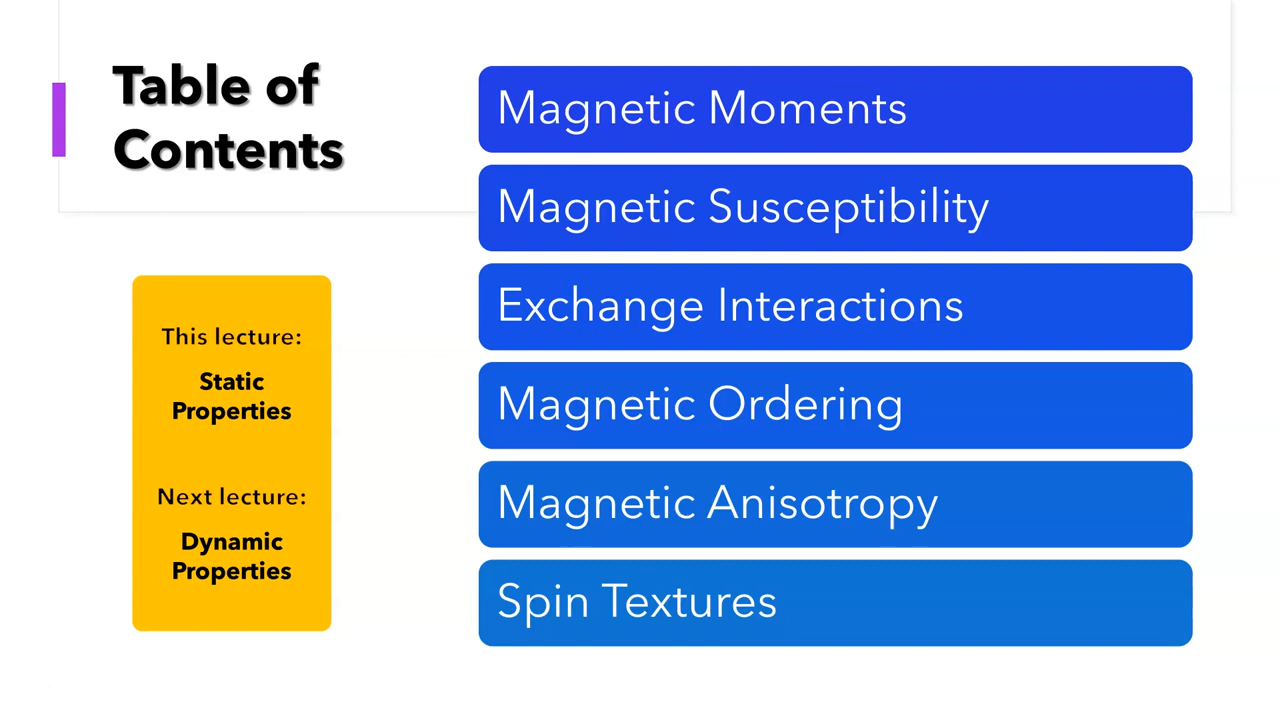 Table of
Contents
This lecture:
Static
Properties
Next lecture:
Dynamic
Properties
Magnetic Moments
Magnetic Susceptibility
Exchange Interactions
Magnetic Ordering
Magnetic Anisotropy
Spin Textures